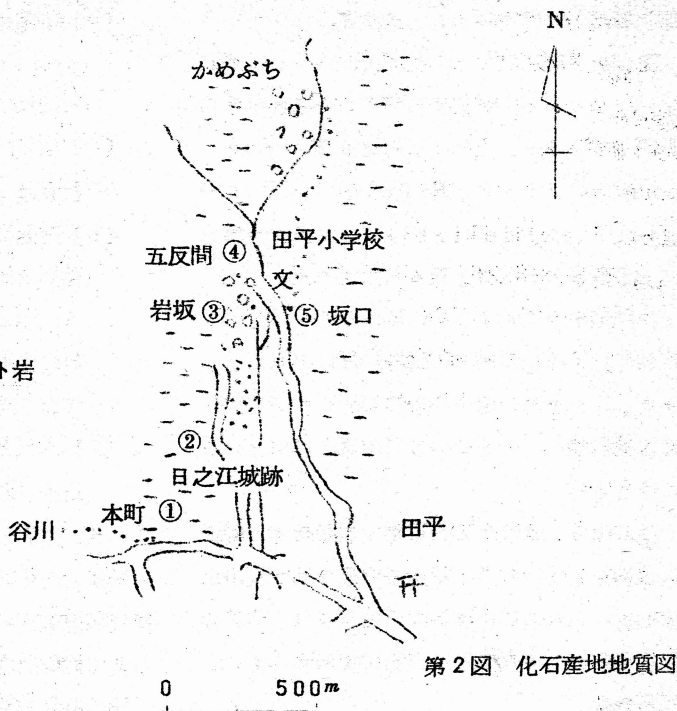 N
かめぶち
五反間 ④
田平小学校
文
岩坂 ③
⑤ 坂口
ト岩
②
日之江城跡
本町 ①
谷川
田平
第2図 化石産地地質図
0 500m